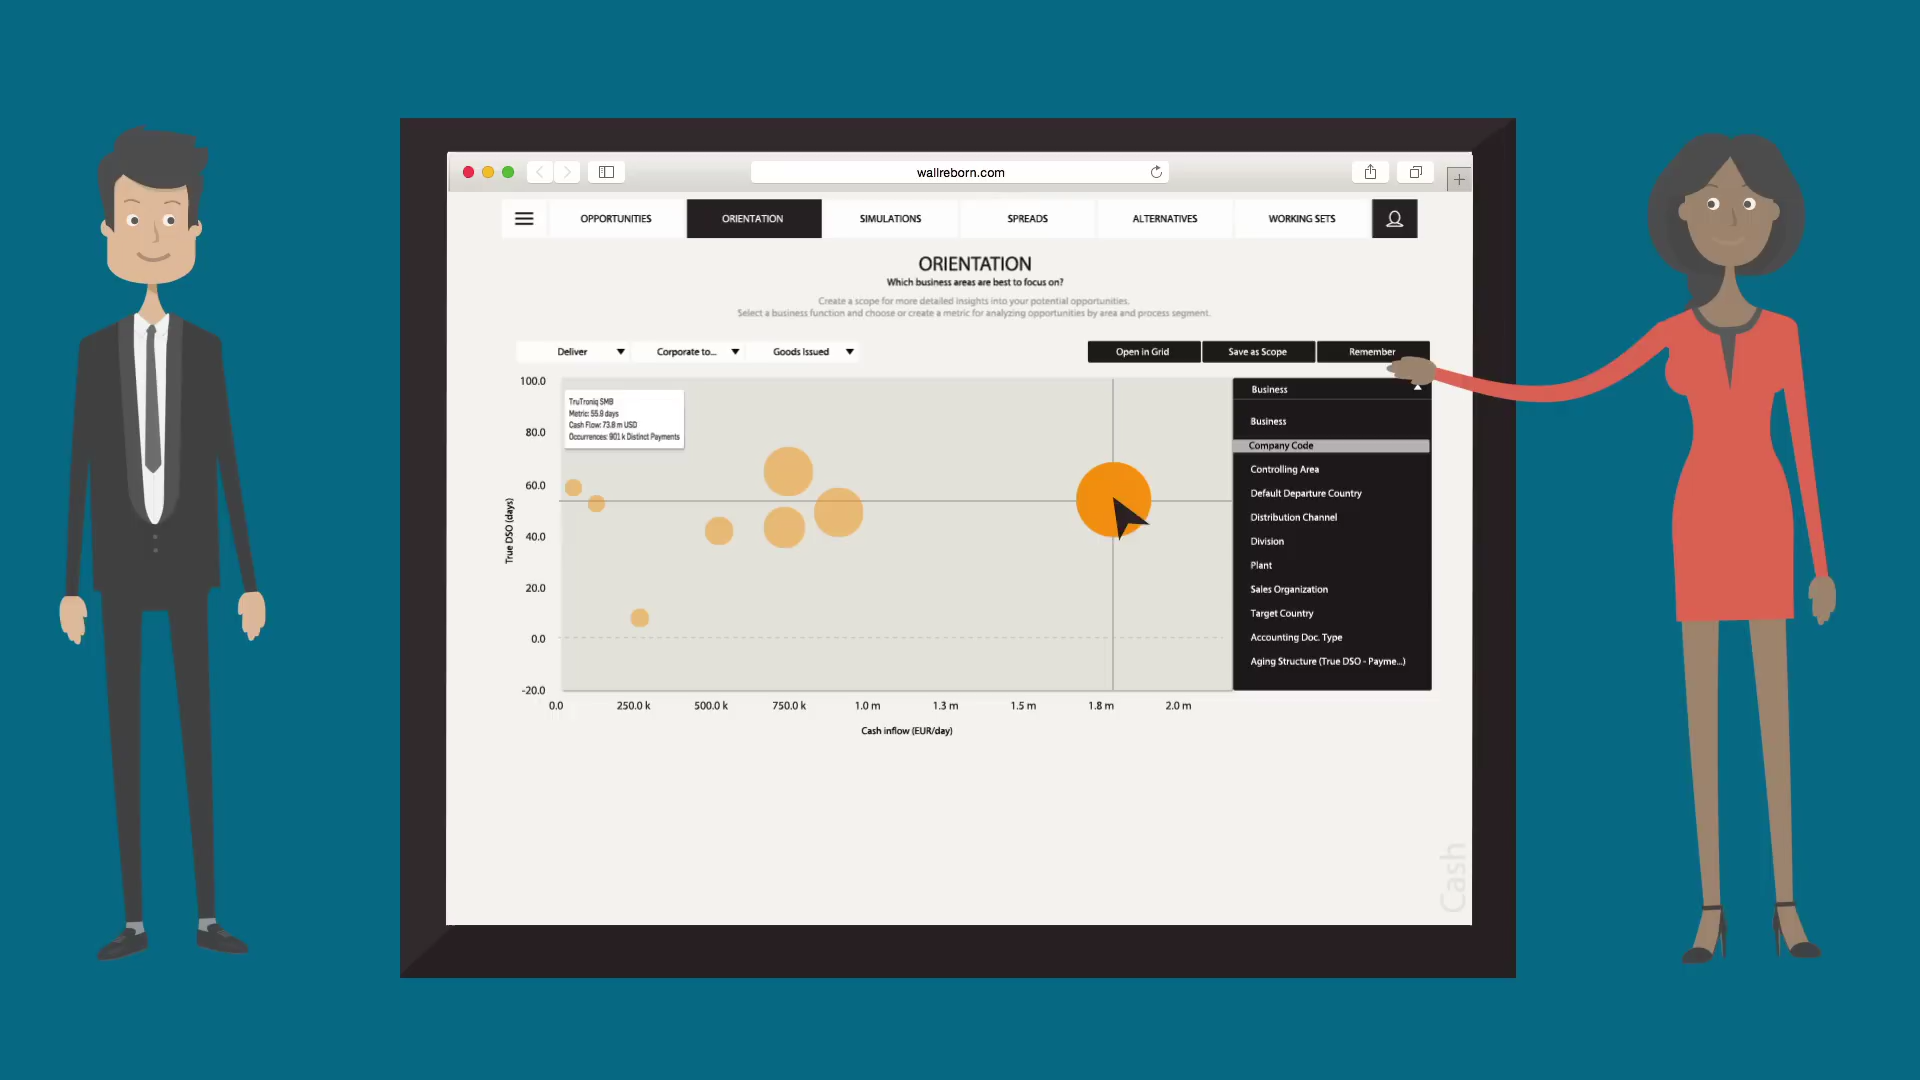 wallreborn.com
OPPORTUNITIES
ORIENTATION
SIMULATIONS
SPREADS
ALTERNATIVES
WORKING SETS
ORIENTATION
Which business areas are best to focus on?
Create a scope for more detailed insights into your potential opportunities.
Select a business function and choose or create a metric for analyzing opportunities by area and process segment.
Deliver
Corporate to...
Goods Issued
Open in Grid
Save as Scope
Remember
100.0
80.0
60.0
40.0
20.0
0.0
-20.0
True DSO (days)
TruTroniq SMB
Metric: 55.8 days
Cash Flow: 73.8 m USD
Occurrences: 901 k Distinct Payments
Business
Business
Company Code
Controlling Area
Default Departure Country
Distribution Channel
Division
Plant
Sales Organization
Target Country
Accounting Doc. Type
Aging Structure (True DSO - Payme...)
0.0
250.0 k
500.0 k
750.0 k
1.0 m
1.3 m
1.5 m
1.8 m
2.0 m
Cash inflow (EUR/day)
Cash